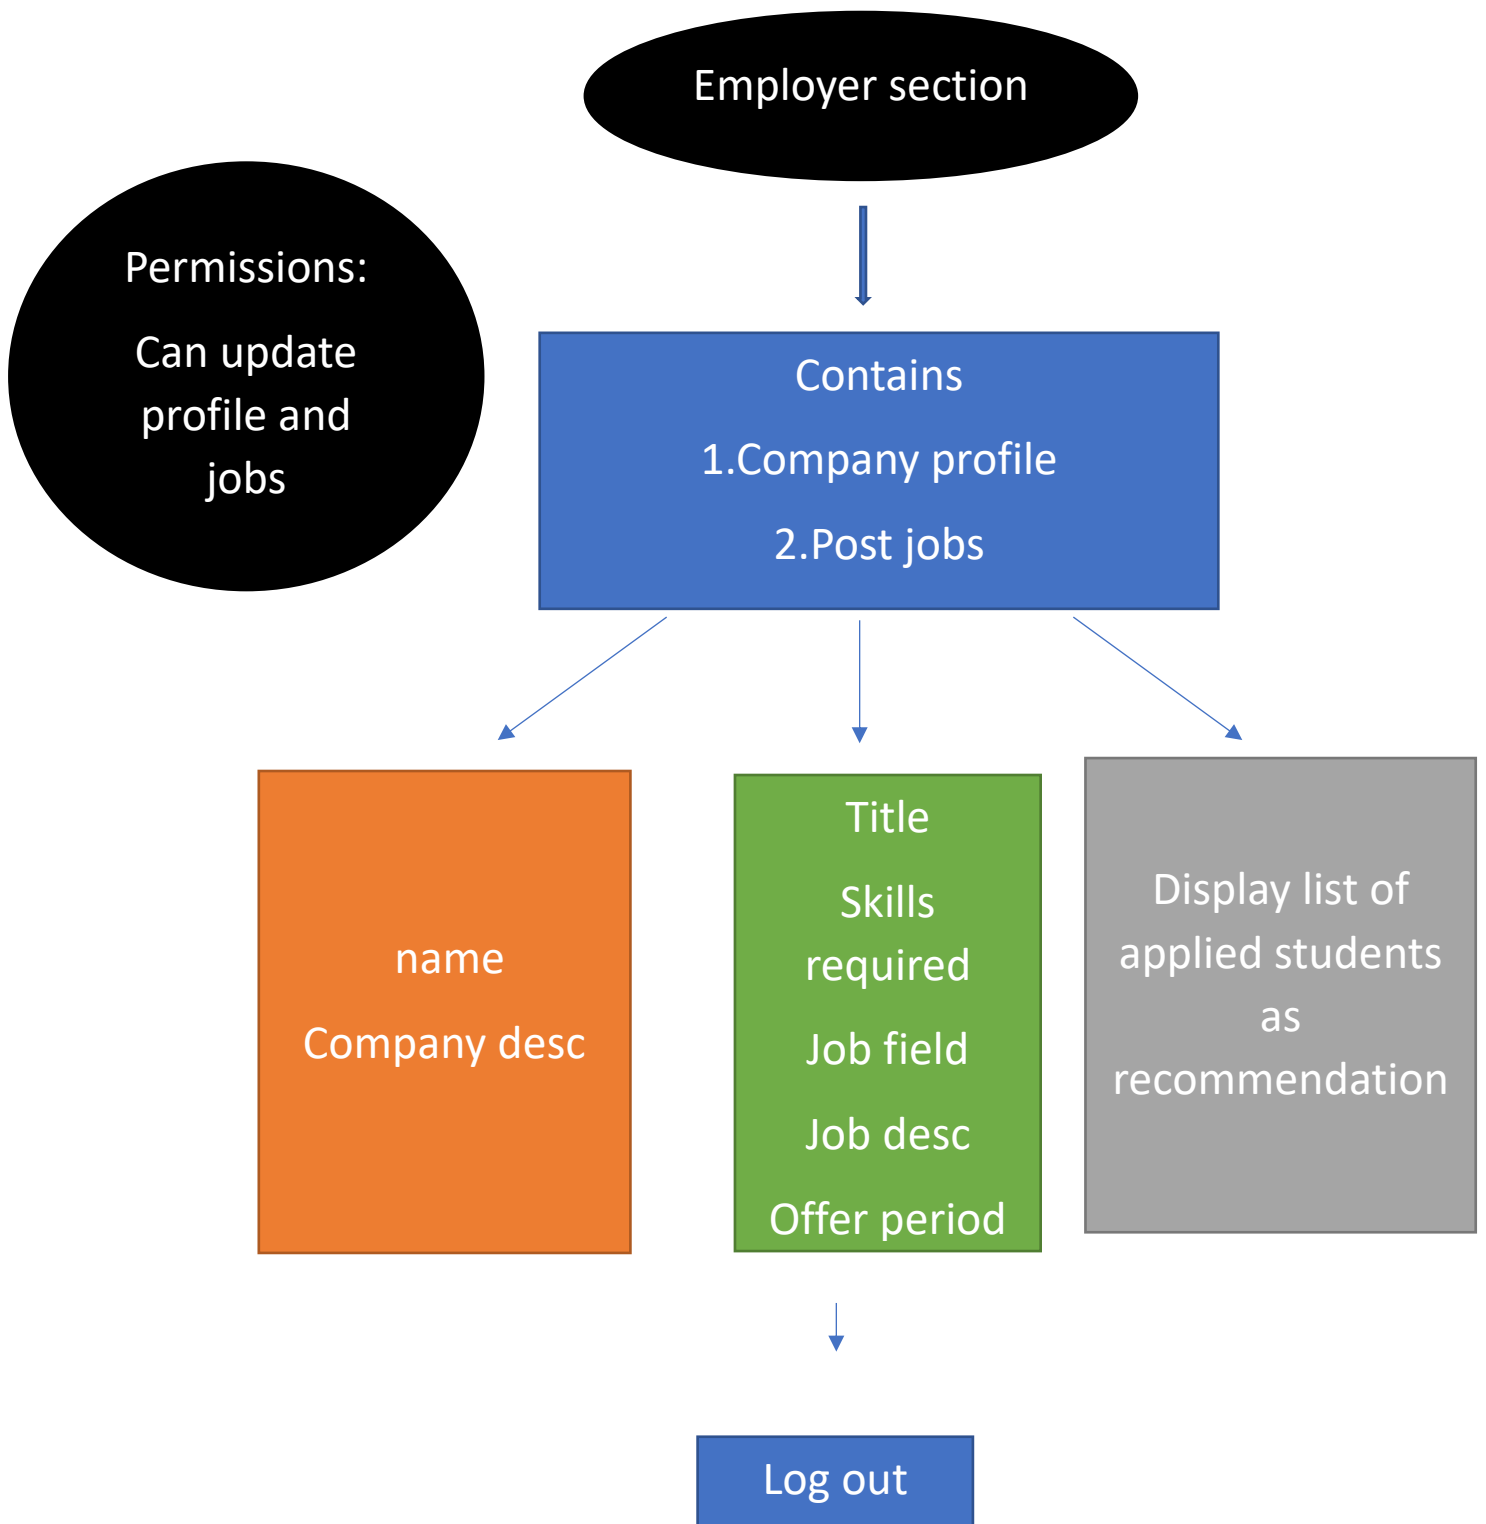 Employer section
Permissions:
Can update
profile and
jobs
Contains
1.Company profile
2.Post jobs
name
Company desc
Title
Skills
required
Job field
Job desc
Offer period
Display list of
applied students
as
recommendation
Log out